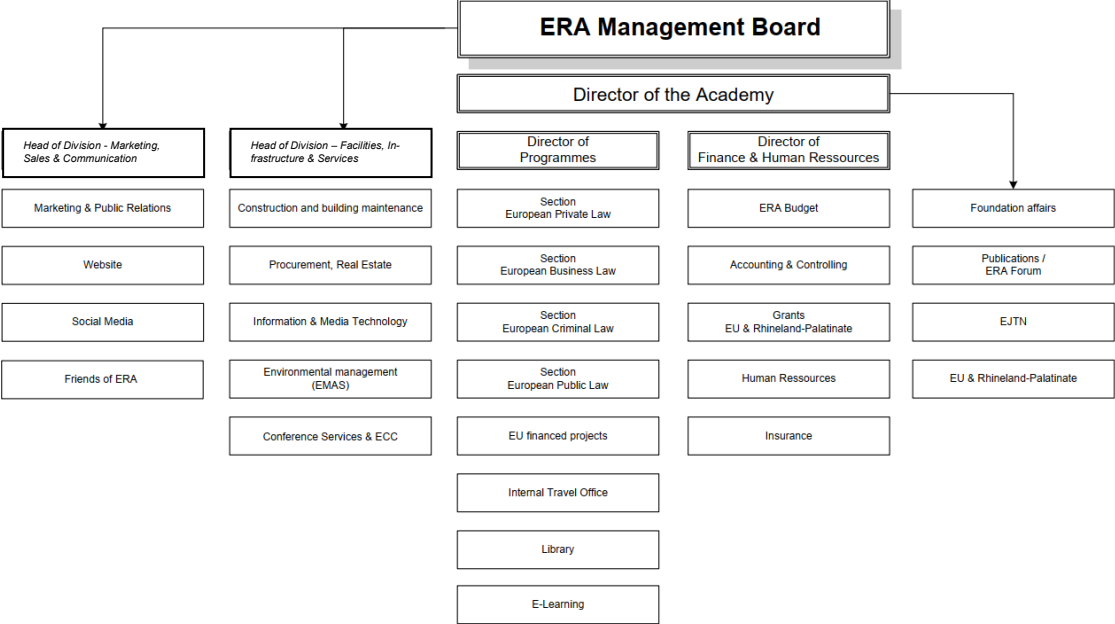 ERA Management Board
Director of the Academy
Head of Division - Marketing,
Sales & Communication
Marketing & Public Relations
Website
Social Media
Friends of ERA
Head of Division – Facilities, In-
frastructure & Services
Construction and building maintenance
Procurement, Real Estate
Information & Media Technology
Environmental management
(EMAS)
Conference Services & ECC
Director of
Programmes
Section
European Private Law
Section
European Business Law
Section
European Criminal Law
Section
European Public Law
EU financed projects
Internal Travel Office
Library
E-Learning
Director of
Finance & Human Ressources
ERA Budget
Accounting & Controlling
Grants
EU & Rhineland-Palatinate
Human Ressources
Insurance
Foundation affairs
Publications /
ERA Forum
EJTN
EU & Rhineland-Palatinate